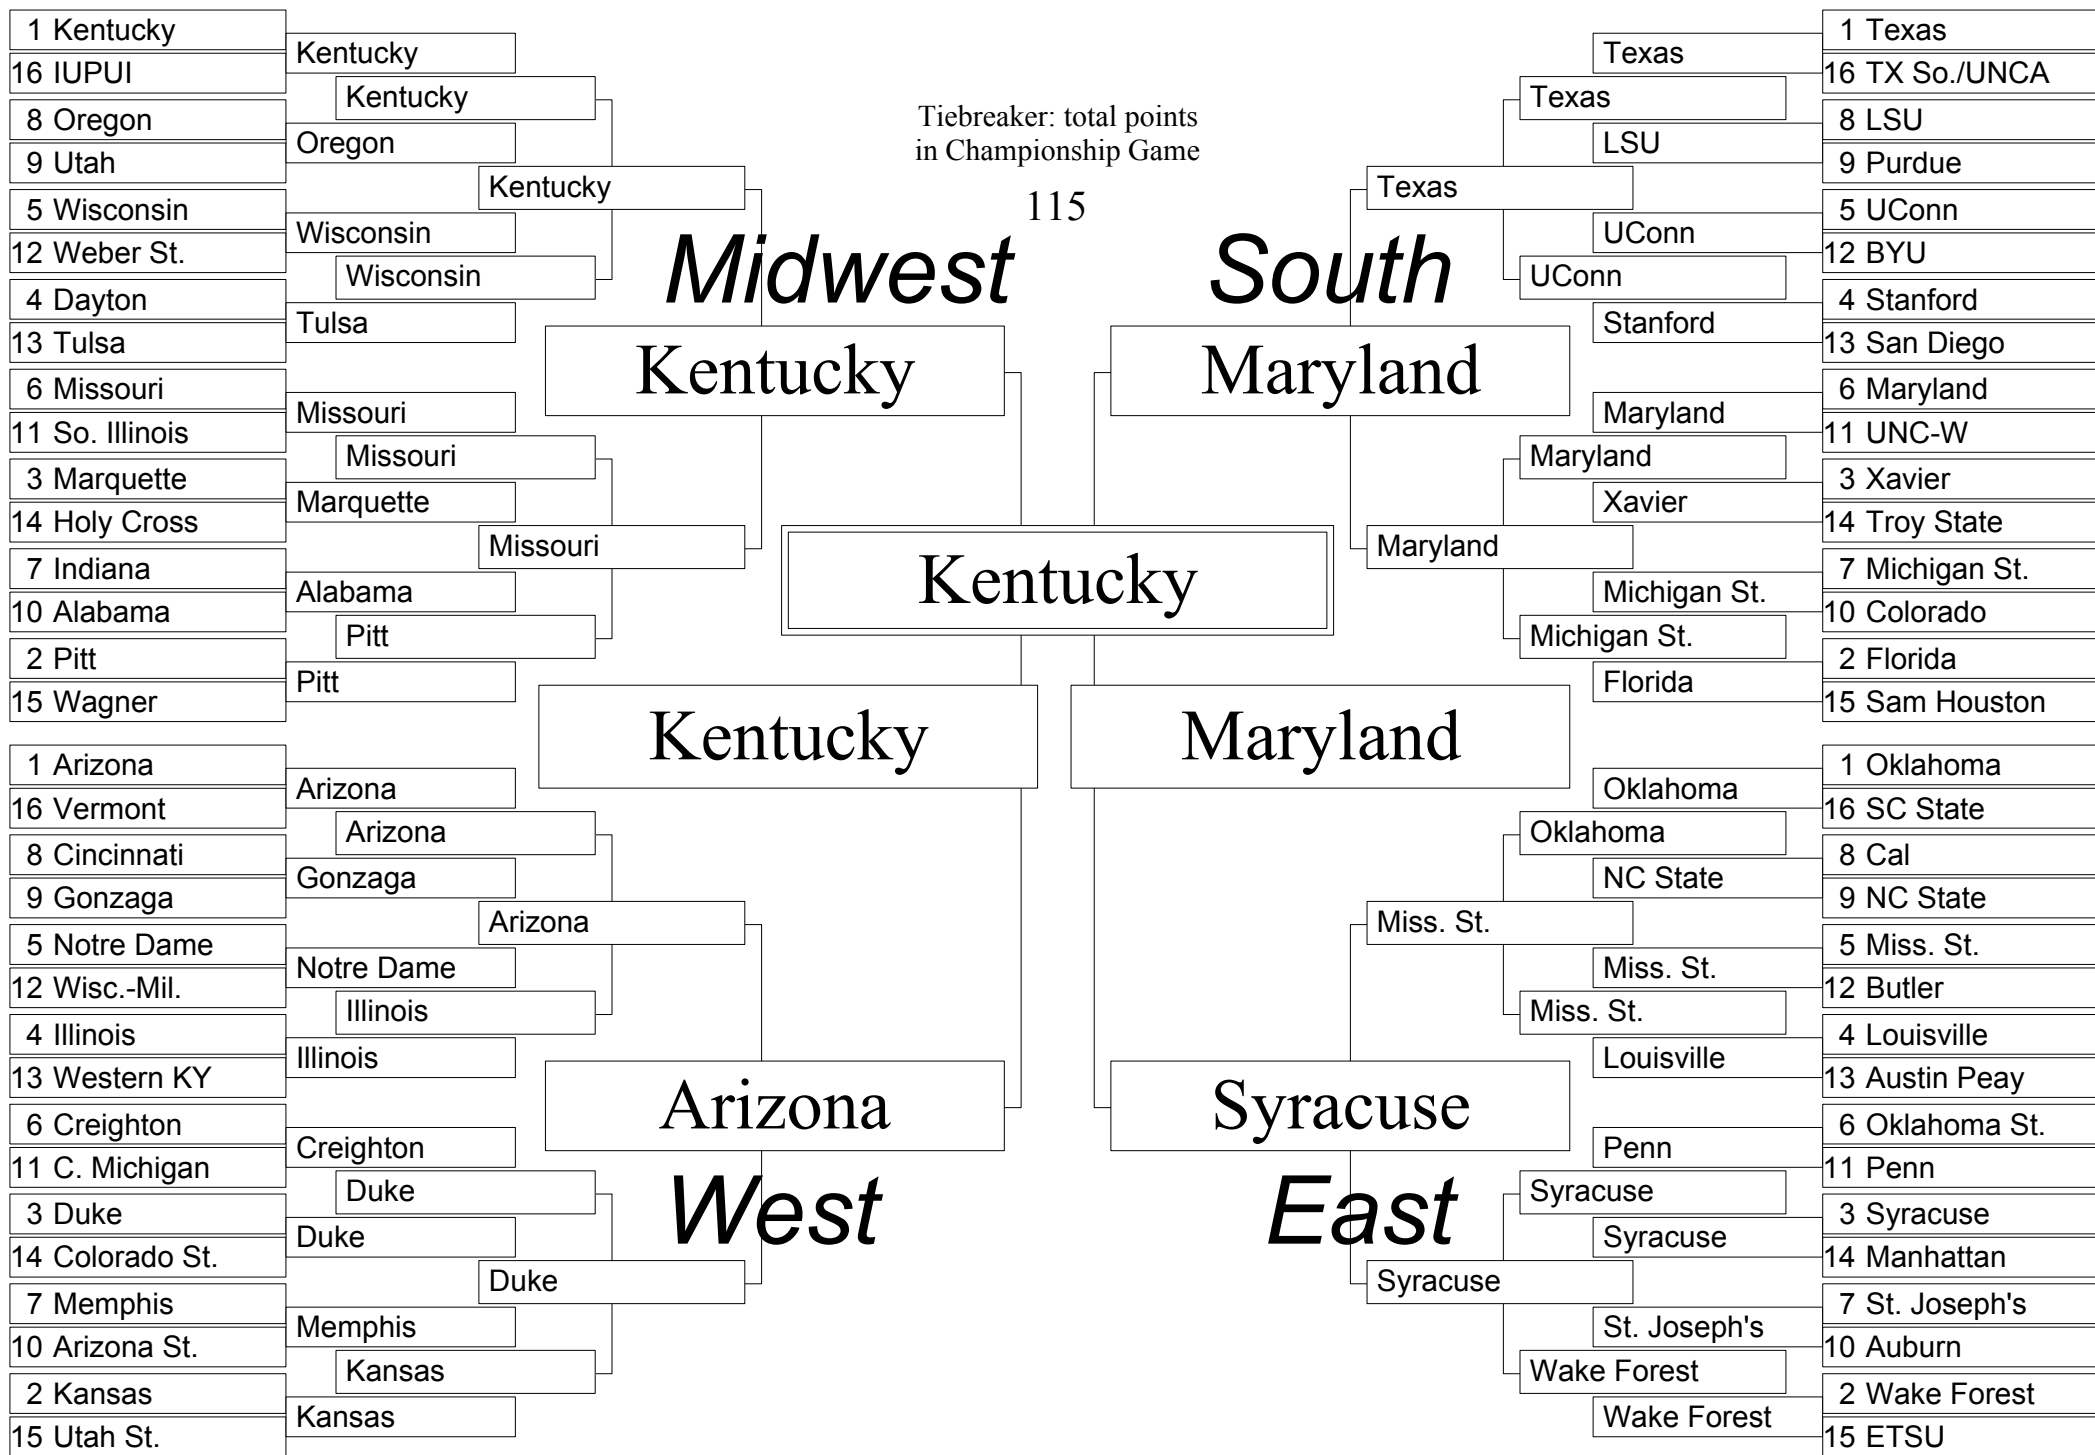 1 Kentucky
16 IUPUI
8 Oregon
9 Utah
5 Wisconsin
12 Weber St.
4 Dayton
13 Tulsa
6 Missouri
11 So. Illinois
3 Marquette
14 Holy Cross
7 Indiana
10 Alabama
2 Pitt
15 Wagner
Kentucky
Oregon
Wisconsin
Tulsa
Missouri
Marquette
Alabama
Pitt
Kentucky
Wisconsin
Missouri
Pitt
Kentucky
Missouri
Midwest
Kentucky
1 Arizona
16 Vermont
8 Cincinnati
9 Gonzaga
5 Notre Dame
12 Wisc.-Mil.
4 Illinois
13 Western KY
6 Creighton
11 C. Michigan
3 Duke
14 Colorado St.
7 Memphis
10 Arizona St.
2 Kansas
15 Utah St.
Arizona
Gonzaga
Notre Dame
Illinois
Creighton
Duke
Memphis
Kansas
Arizona
Illinois
Duke
Kansas
Arizona
Duke
Arizona
West
Tiebreaker: total points
in Championship Game
115
Kentucky
Kentucky
Maryland
South
Maryland
Texas
Maryland
Texas
UConn
Maryland
Michigan St.
Texas
LSU
UConn
Stanford
Maryland
Xavier
Michigan St.
Florida
1 Texas
16 TX So./UNCA
8 LSU
9 Purdue
5 UConn
12 BYU
4 Stanford
13 San Diego
6 Maryland
11 UNC-W
3 Xavier
14 Troy State
7 Michigan St.
10 Colorado
2 Florida
15 Sam Houston
Syracuse
East
Miss. St.
Syracuse
Oklahoma
Miss. St.
Syracuse
Wake Forest
Oklahoma
NC State
Miss. St.
Louisville
Penn
Syracuse
St. Joseph's
Wake Forest
1 Oklahoma
16 SC State
8 Cal
9 NC State
5 Miss. St.
12 Butler
4 Louisville
13 Austin Peay
6 Oklahoma St.
11 Penn
3 Syracuse
14 Manhattan
7 St. Joseph's
10 Auburn
2 Wake Forest
15 ETSU